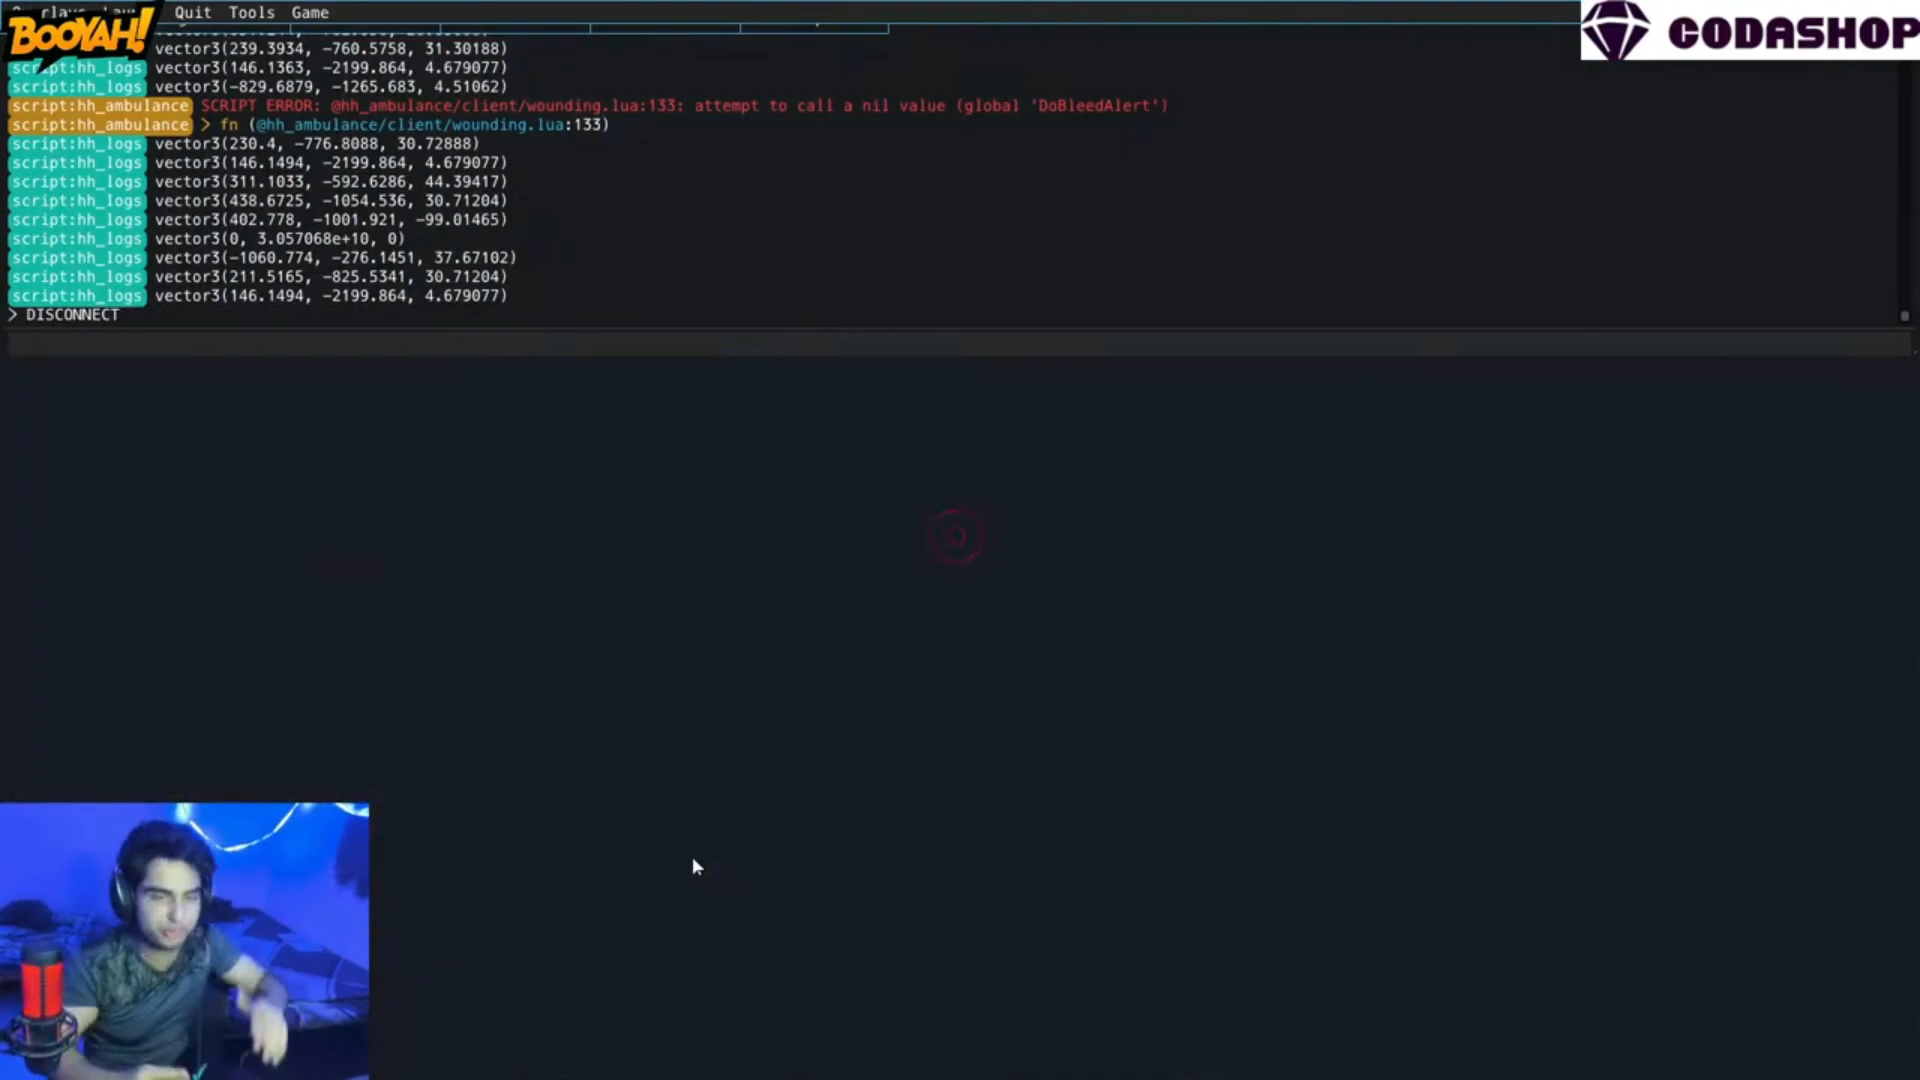 Quit Tools Game
BOOYAH!
CODASHOP
vector3(239.3934, -760.5758, 31.30188)
script:hh_logs vector3(146.1363, -2199.864, 4.679077)
script:hh_logs vector3(-829.6879, -1265.683, 4.51062)
script:hh_ambulance SCRIPT ERROR: @hh_ambulance/client/wounding.lua:133: attempt to call a nil value (global 'DoBleedAlert')
script:hh_ambulance > fn (@hh_ambulance/client/wounding.lua:133)
script:hh_logs vector3(230.4, -776.8088, 30.72888)
script:hh_logs vector3(146.1494, -2199.864, 4.679077)
script:hh_logs vector3(311.1033, -592.6286, 44.39417)
script:hh_logs vector3(438.6725, -1054.536, 30.71204)
script:hh_logs vector3(402.778, -1001.921, -99.01465)
script:hh_logs vector3(0, 3.057068e+10, 0)
script:hh_logs vector3(-1060.774, -276.1451, 37.67102)
script:hh_logs vector3(211.5165, -825.5341, 30.71204)
script:hh_logs vector3(146.1494, -2199.864, 4.679077)
> DISCONNECT